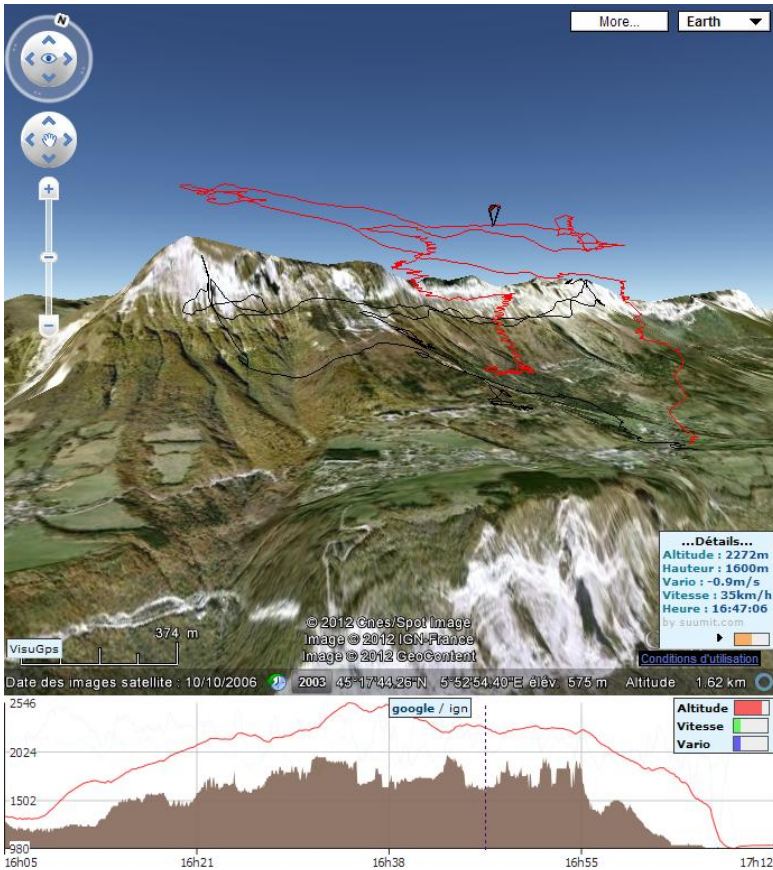 N
More...
Earth
...Détails...
Altitude : 2272m
Hauteur : 1600m
Vario : -0.9m/s
Vitesse : 35km/h
Heure : 16:47:06
by suumit.com
Conditions d'utilisation
VisuGps
374 m
© 2012 Cnes/Spot Image
Image © 2012 IGN-France
Image © 2012 GeoContent
Date des images satellite : 10/10/2006 2003 45°17'44.26"N 5°52'54.40"E élév. 575 m Altitude 1.62 km
2546
google / ign
Altitude
Vitesse
Vario
2024
1502
980
16h05 16h21 16h38 16h55 17h12